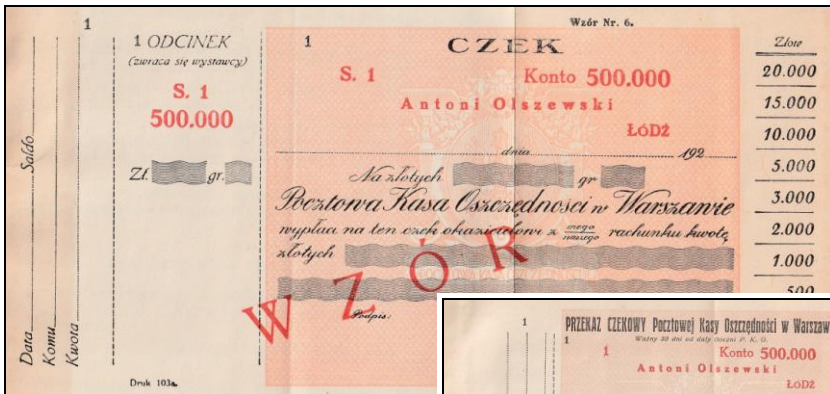 Wzór Nr. 6.
1
Data
Komu
Kwota
Saldo
1 ODCINEK
(zwraca się wystawcy)
S. 1
500.000
Zł. gr.
Druk 103a.
1
CZEK
S. 1 Konto 500.000
Antoni Olszewski
ŁÓDŹ
dnia 192
Na złotych gr
Pocztowa Kasa Oszczędności w Warszawie
wypłaci na ten czek okazicielowi z mego/naszego rachunku kwotę
złotych
Podpis:
WZÓR
Złote
20.000
15.000
10.000
5.000
3.000
2.000
1.000
500
1
PRZEKAZ CZEKOWY Pocztowej Kasy Oszczędności w Warszaw
1
Ważny 30 dni od daty P. K. O.
1 Konto 500.000
Antoni Olszewski
ŁÓDŹ